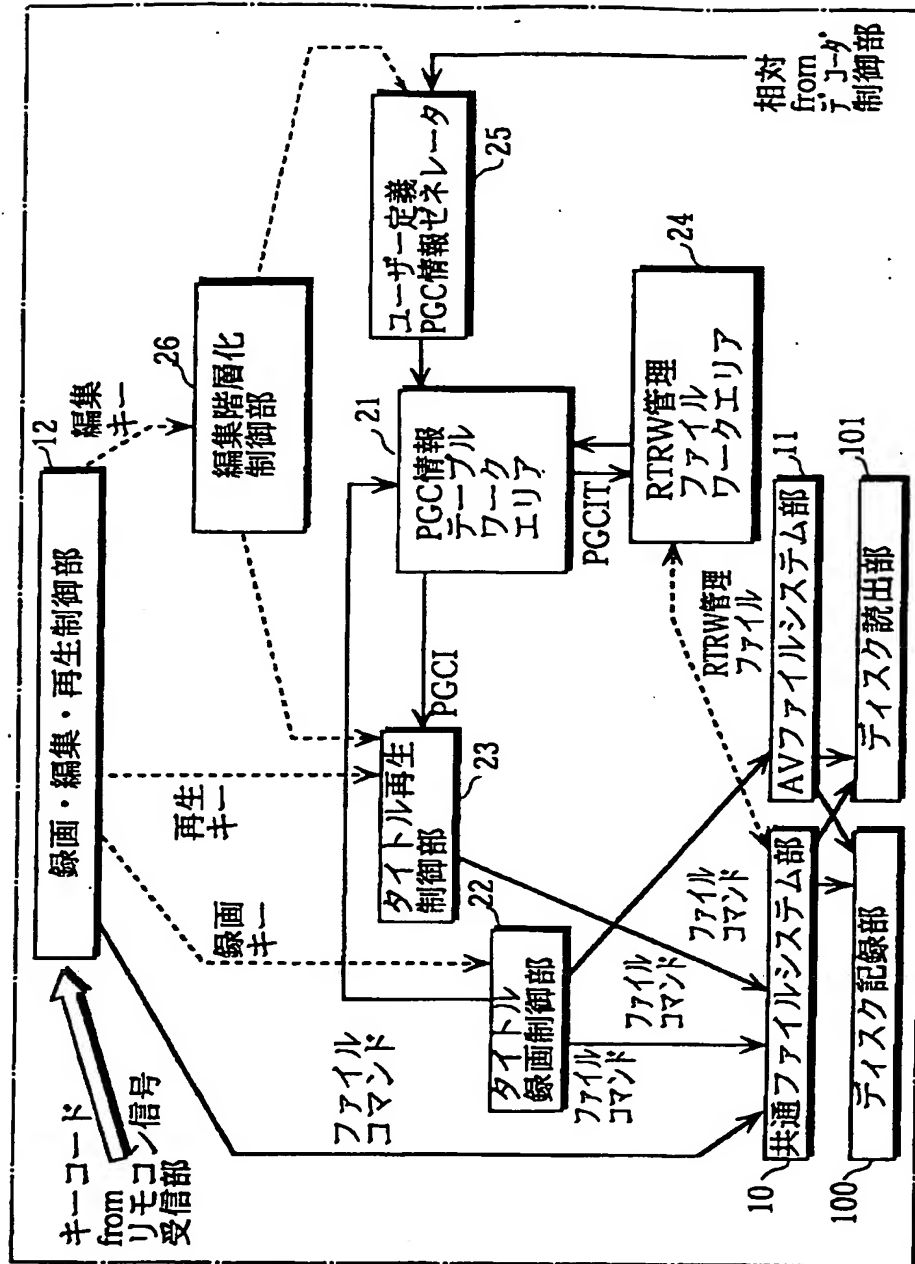 キーコード
from
リモコン信号
受信部
12
録画・編集・再生制御部
編集
キー
26
編集階層化
制御部
再生
キー
録画
キー
ファイル
コマンド
22
タイトル
録画制御部
23
タイトル再生
制御部
PGCI
21
PGC情報
テーブル
ワーク
エリア
ユーザー定義
PGC情報ゼネレータ
25
相対
from
デコーダ
制御部
PGCIT
24
RTRW管理
ファイル
ワークエリア
RTRW管理
ファイル
ファイル
コマンド
ファイル
コマンド
ファイル
コマンド
10
共通ファイルシステム部
11
AVファイルシステム部
100
ディスク記録部
101
ディスク読出部